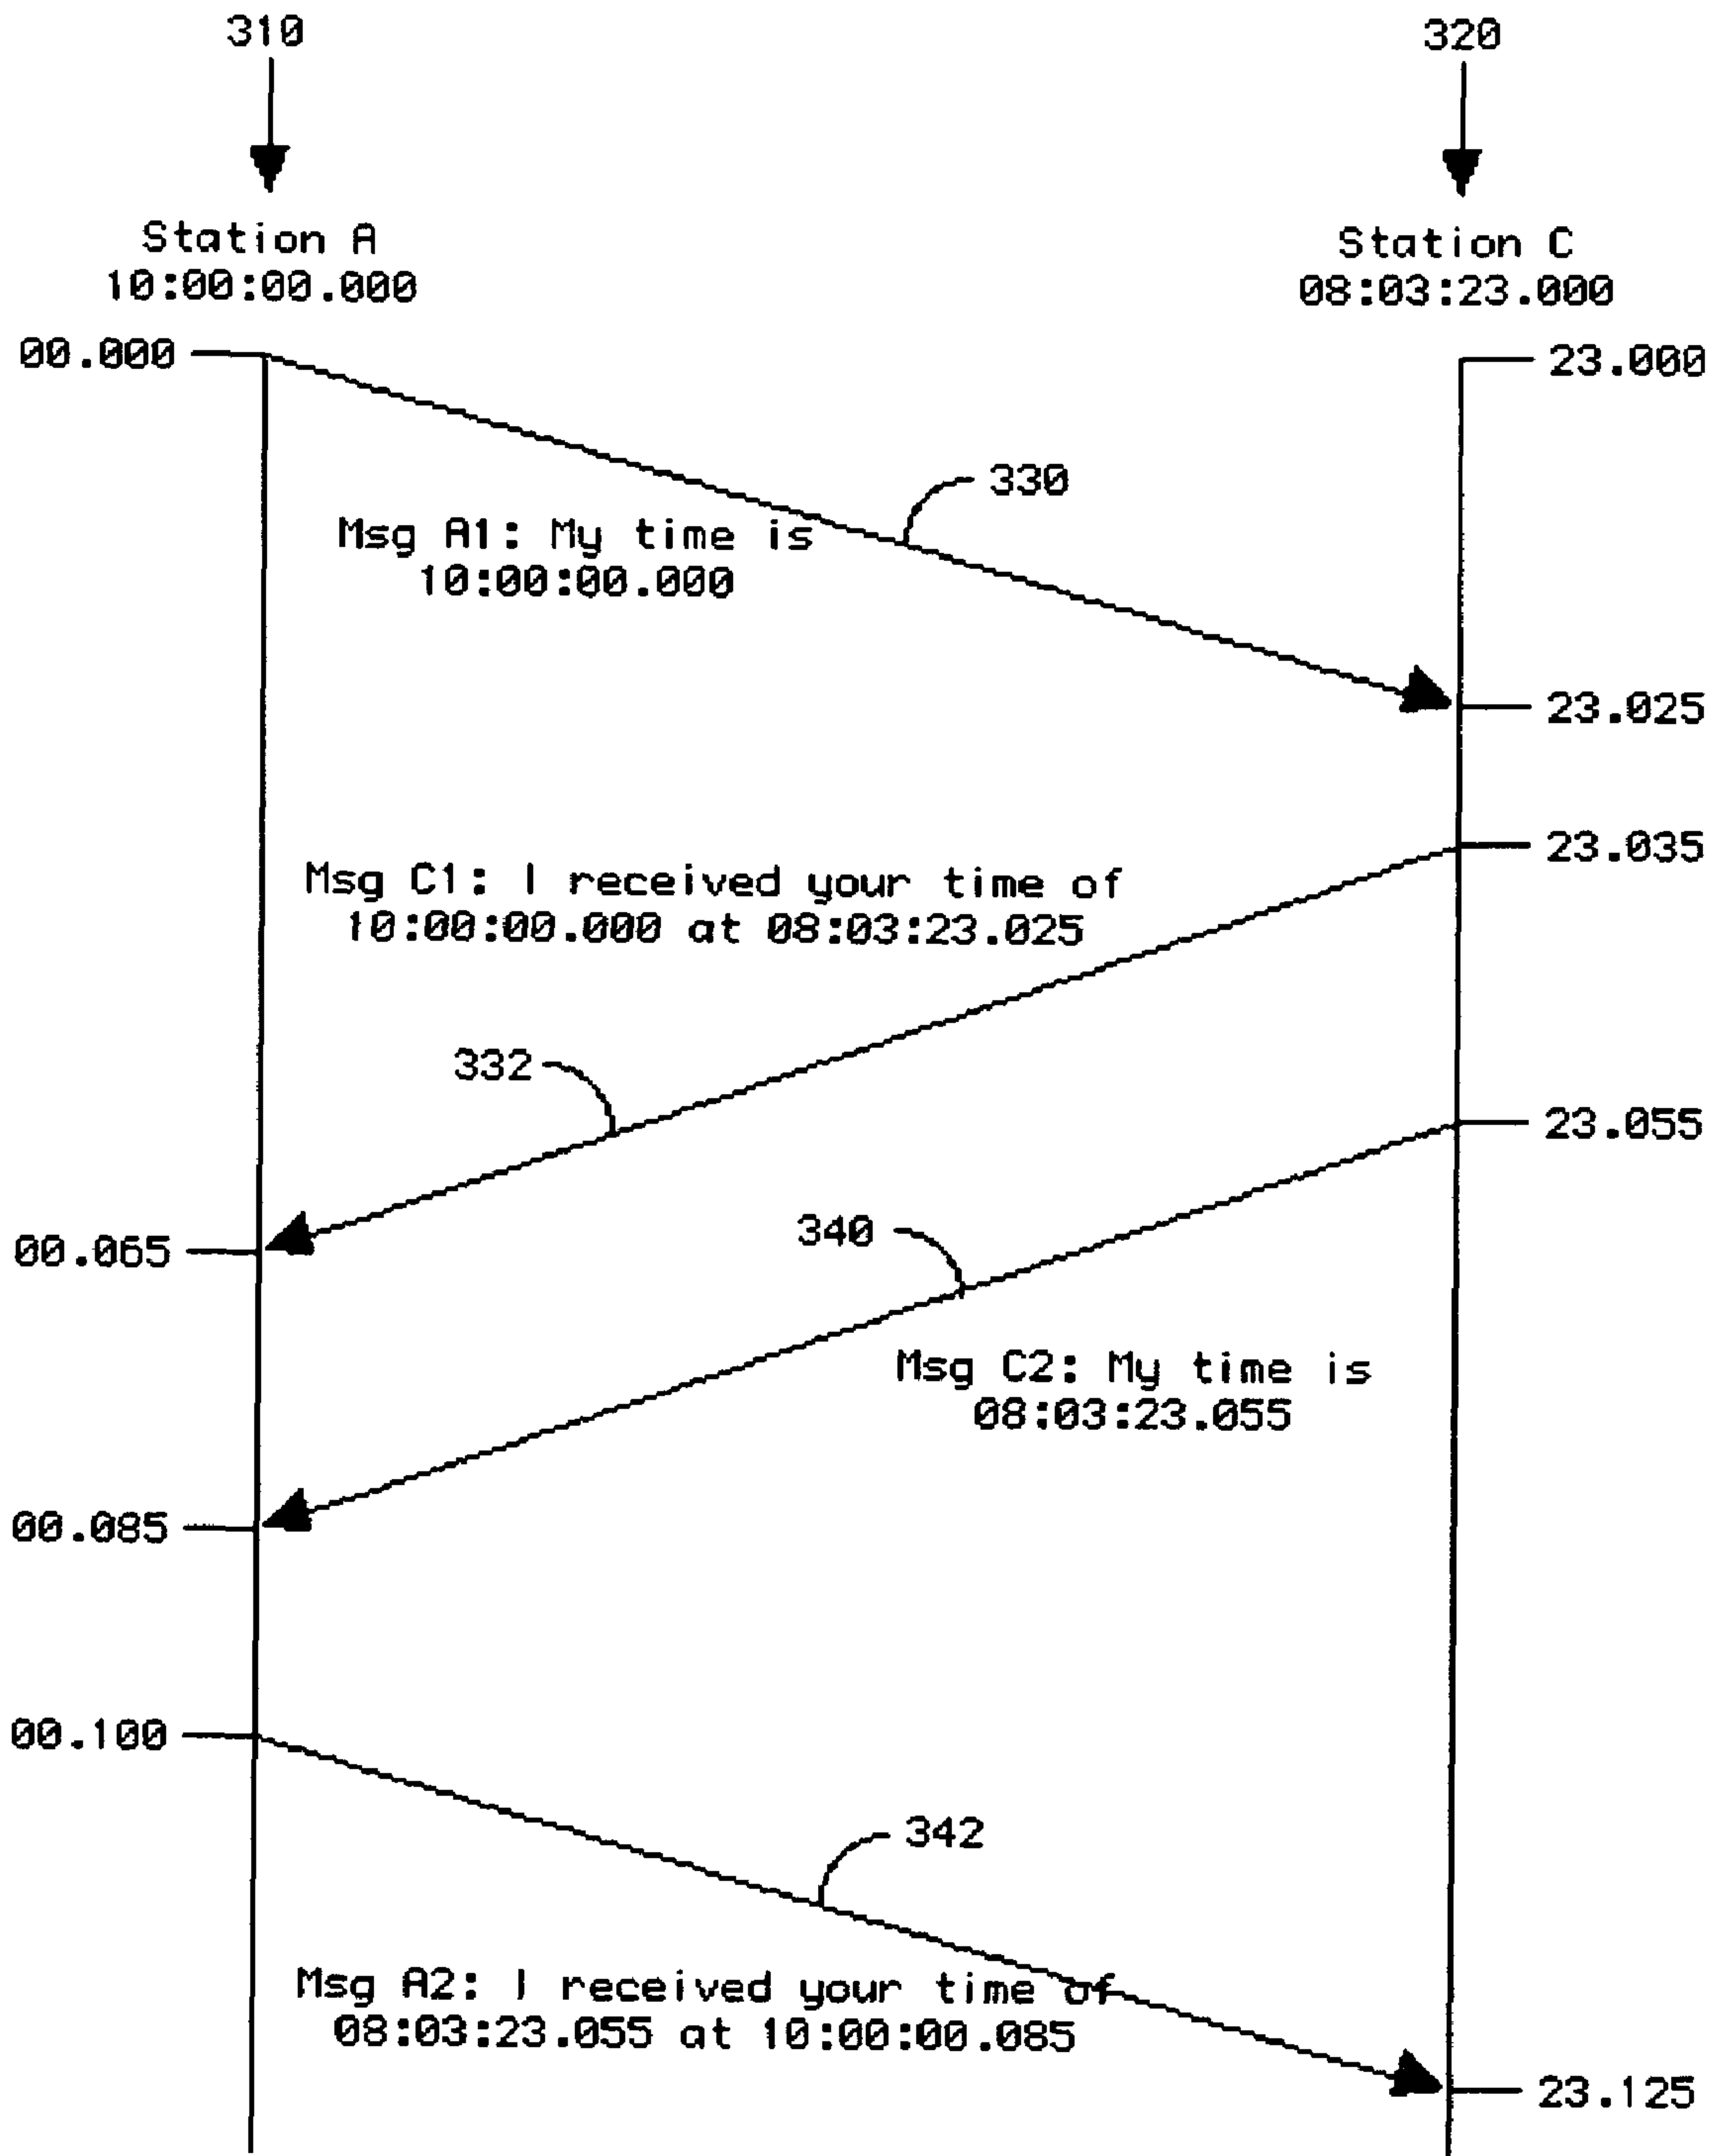 310
320
Station A
10:00:00.000
Station C
08:03:23.000
00.000
23.000
330
Msg A1: My time is
10:00:00.000
23.025
23.035
Msg C1: I received your time of
10:00:00.000 at 08:03:23.025
332
23.055
340
00.065
Msg C2: My time is
08:03:23.055
00.085
00.100
342
Msg A2: I received your time of
08:03:23.055 at 10:00:00.085
23.125